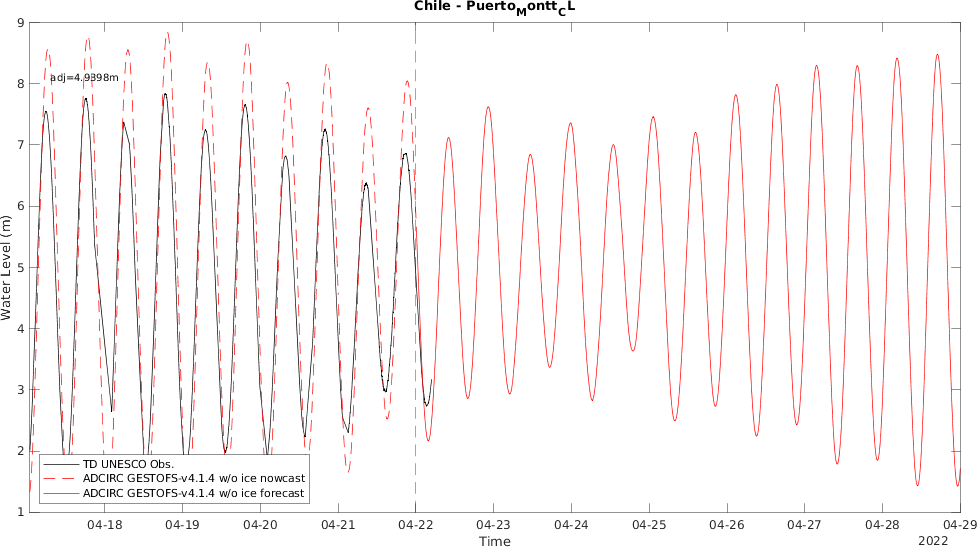 Chile - Puerto_Montt_CL
9
8
7
6
5
4
3
2
1
Water Level (m)
adj=4.9398m
TD UNESCO Obs.
ADCIRC GESTOFS-v4.1.4 w/o ice nowcast
ADCIRC GESTOFS-v4.1.4 w/o ice forecast
04-18 04-19 04-20 04-21 04-22 04-23 04-24 04-25 04-26 04-27 04-28 04-29
Time
2022